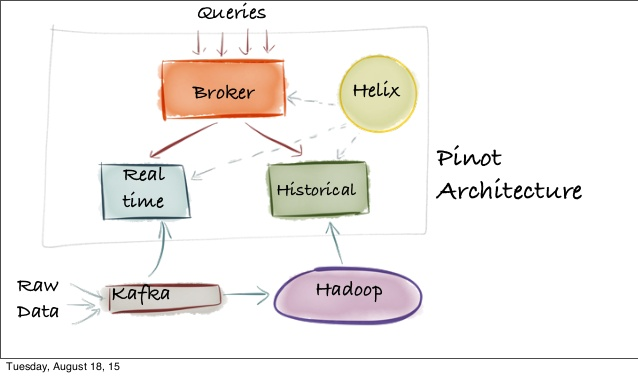 Queries
Broker
Helix
Real
time
Historical
Pinot
Architecture
Raw
Data
Kafka
Hadoop
Tuesday, August 18, 15